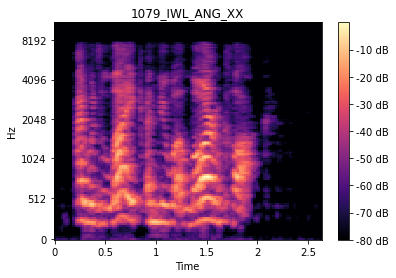 1079_IWL_ANG_XX
8192
4096
2048
1024
512
0
Hz
0
0.5
1
1.5
2
2.5
Time
-10 dB
-20 dB
-30 dB
-40 dB
-50 dB
-60 dB
-70 dB
-80 dB